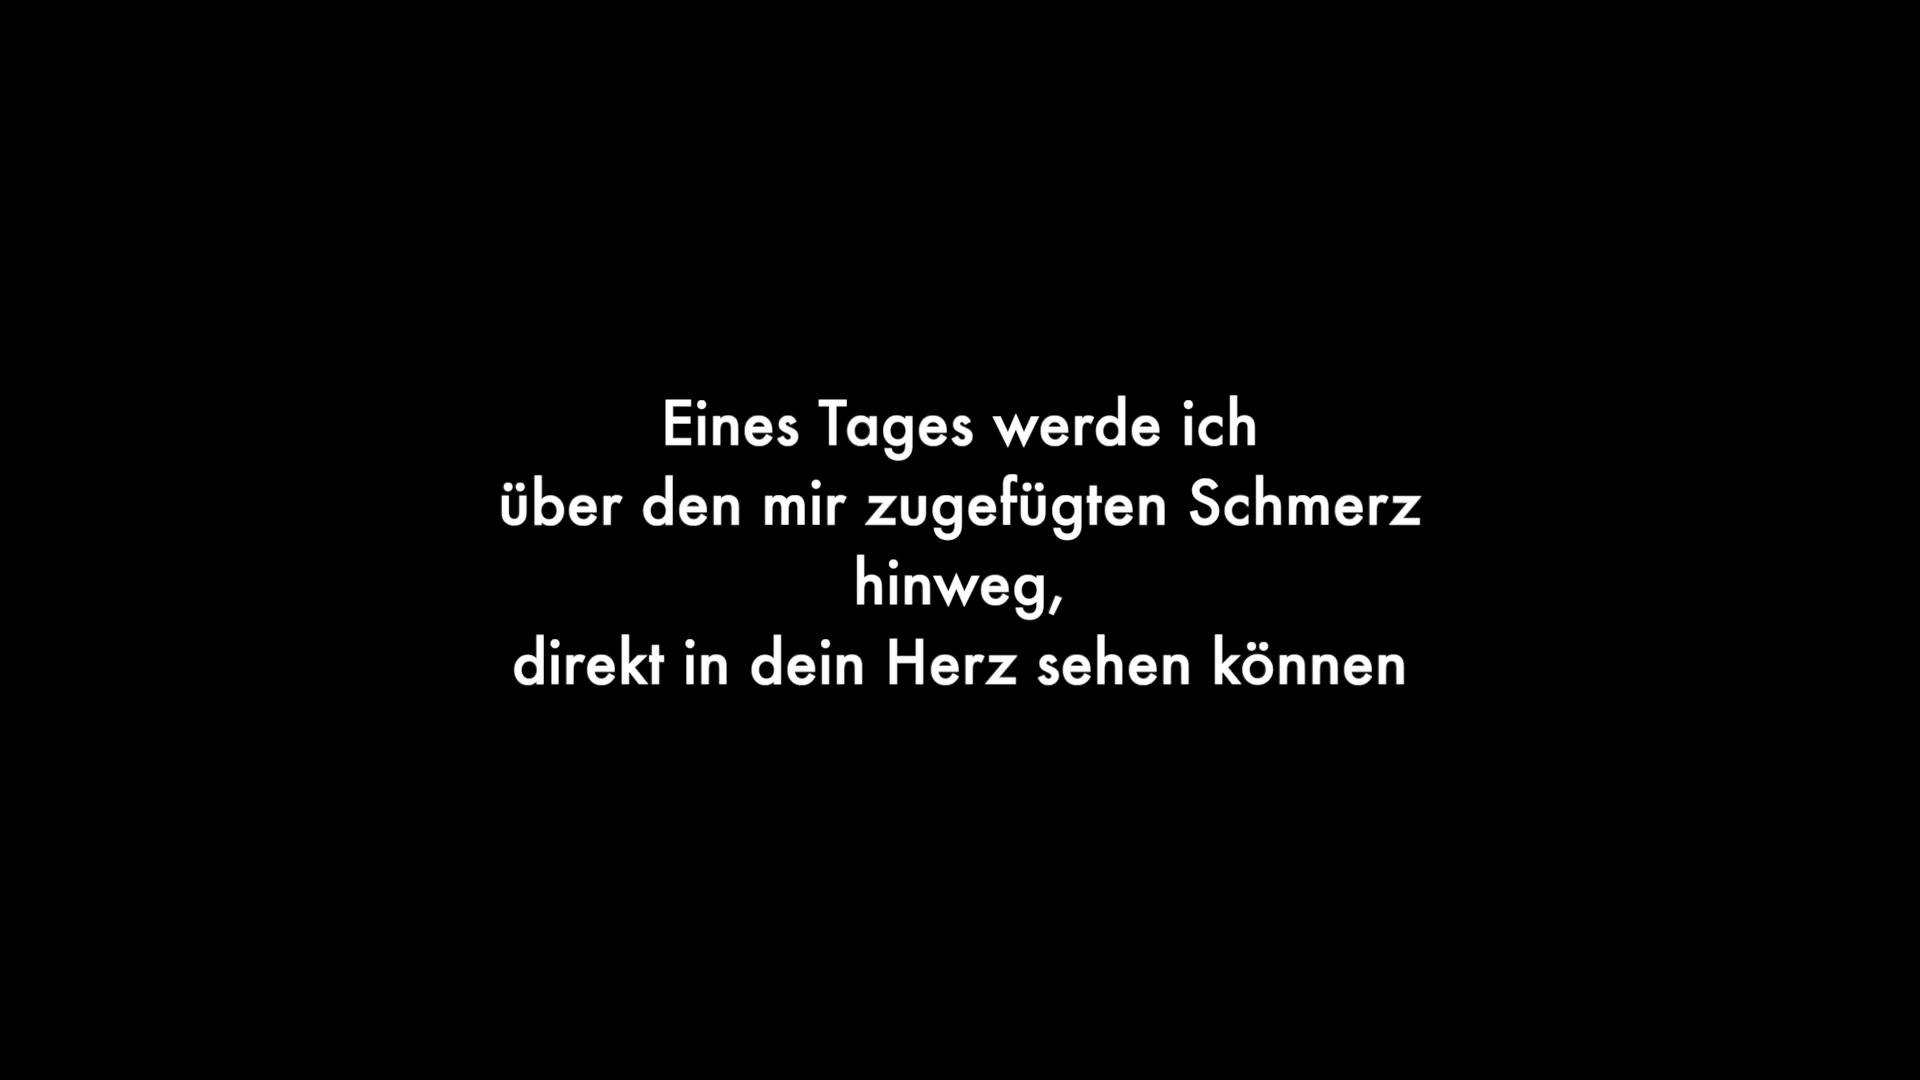 Eines Tages werde ich
über den mir zugefügten Schmerz
hinweg,
direkt in dein Herz sehen können